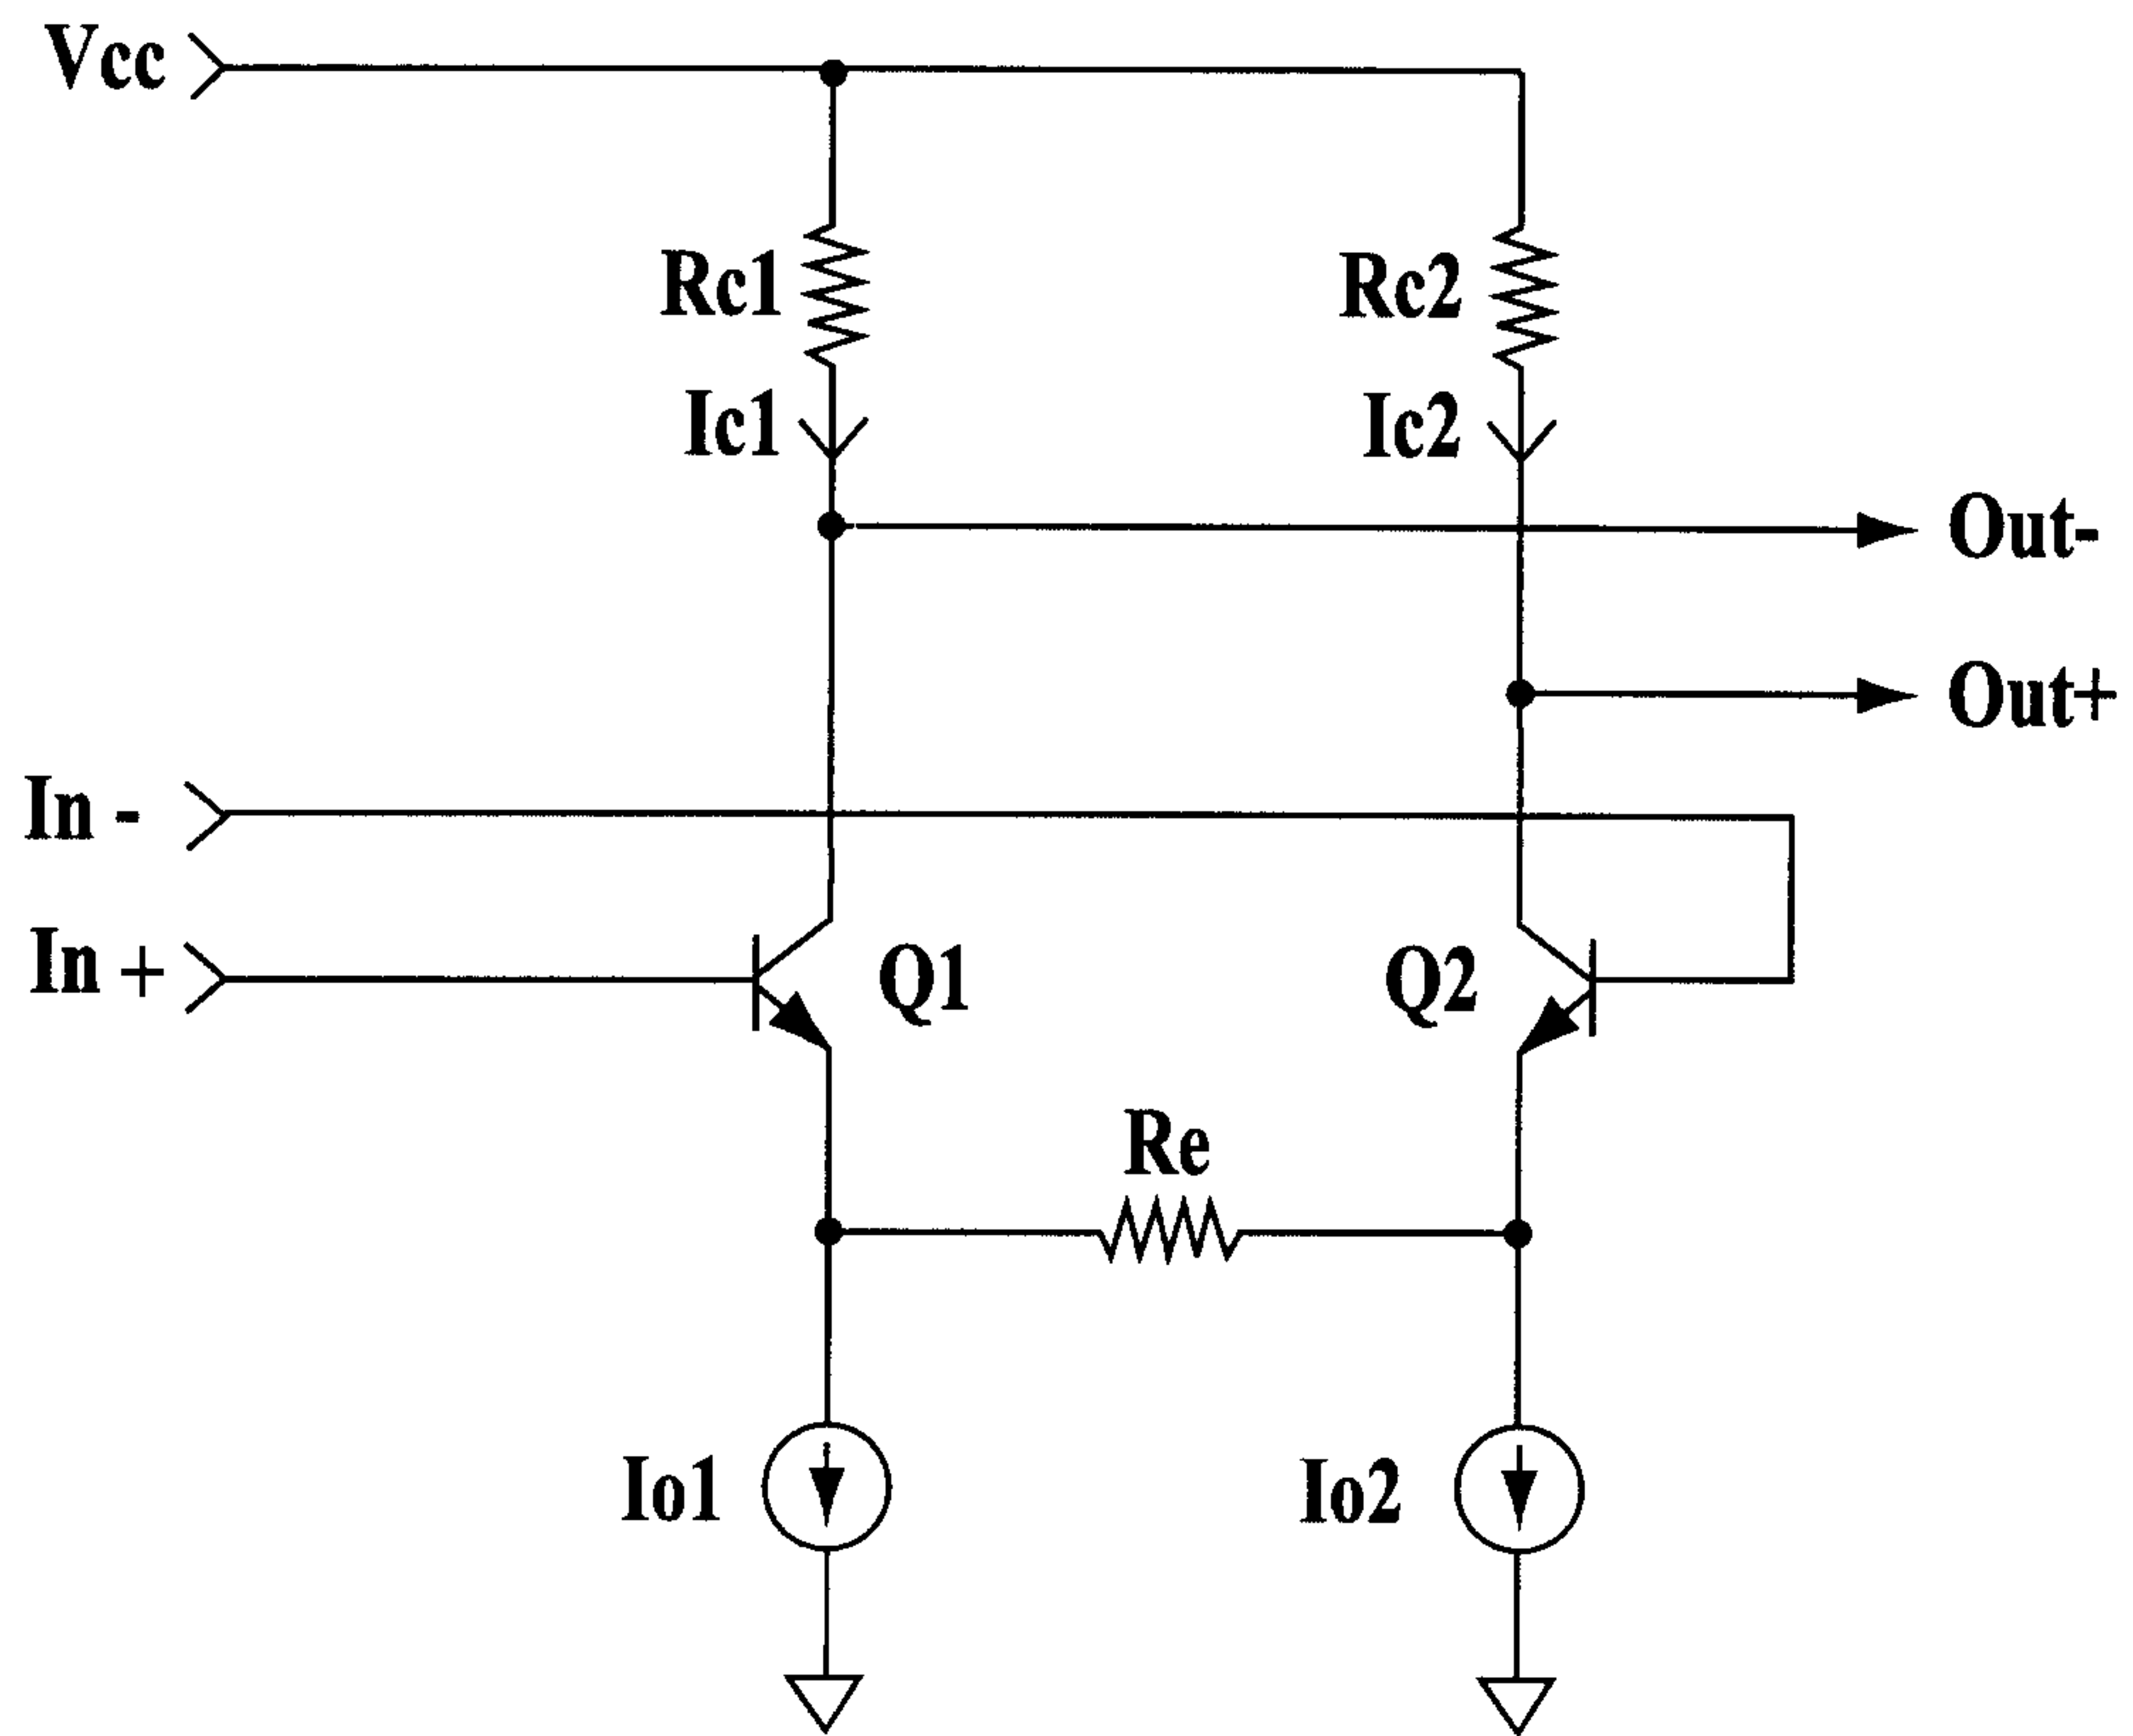 Vcc
Rc1
Rc2
Ic1
Ic2
Out-
Out+
In -
In +
Q1
Q2
Re
Io1
Io2